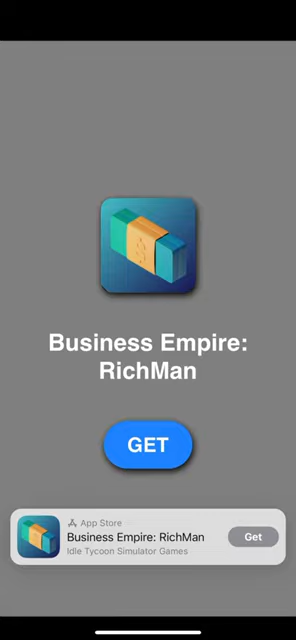 Business Empire:
RichMan
GET
App Store
Business Empire: RichMan
Get
Idle Tycoon Simulator Games